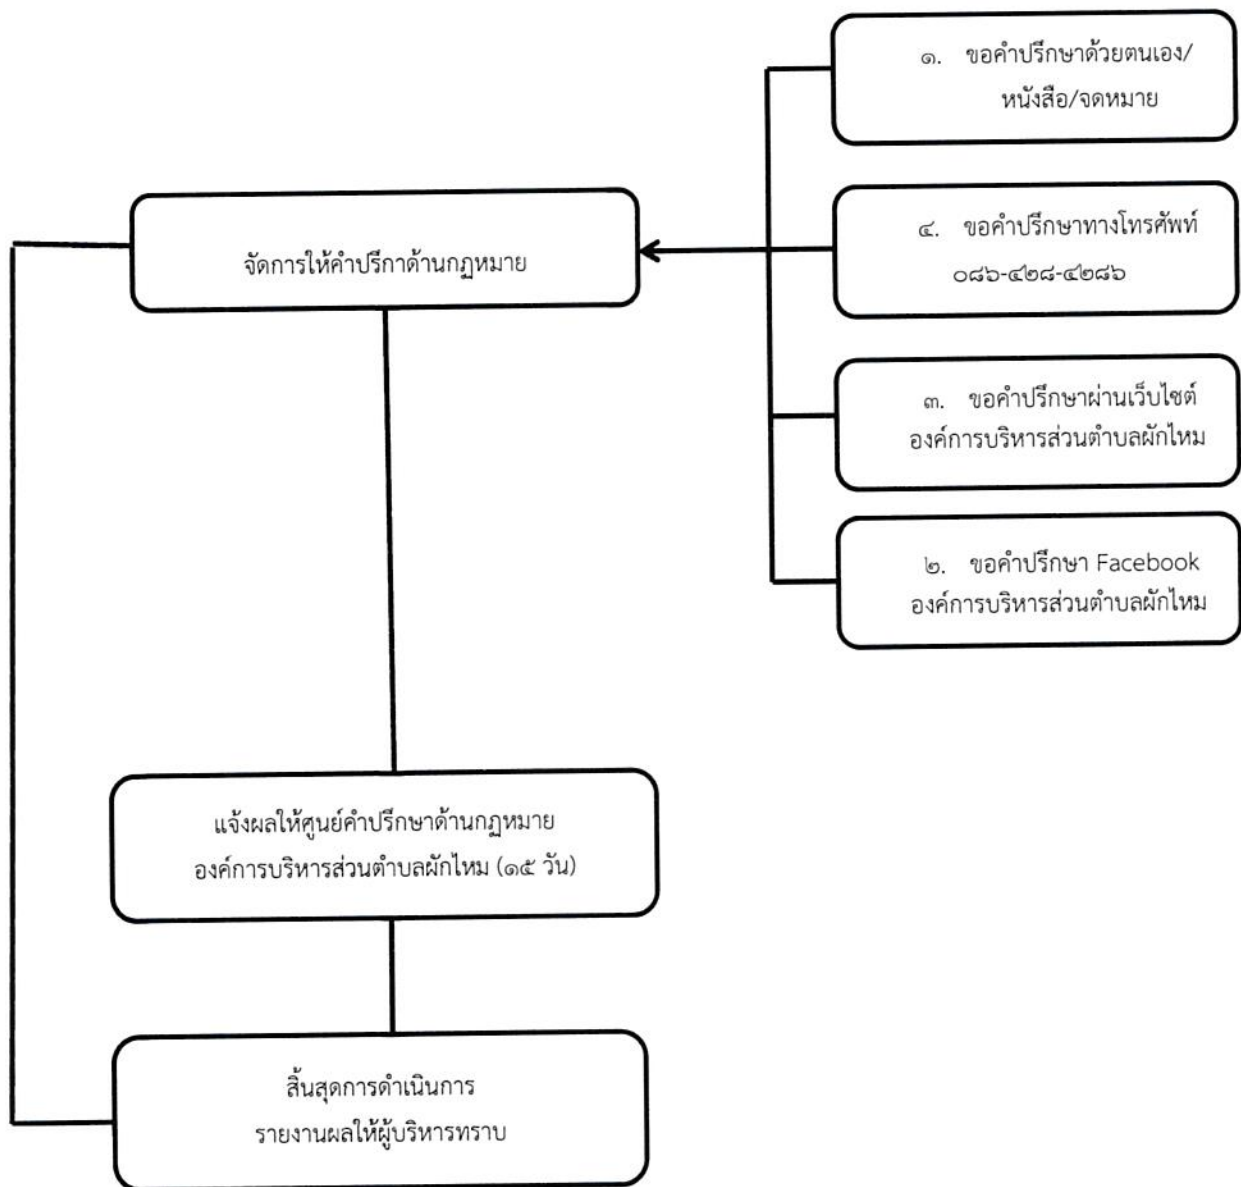 ๑. ขอคำปรึกษาด้วยตนเอง/
หนังสือ/จดหมาย
๔. ขอคำปรึกษาทางโทรศัพท์
๐๘๖-๔๒๘-๔๒๘๖
จัดการให้คำปรึกาด้านกฏหมาย
๓. ขอคำปรึกษาผ่านเว็บไซต์
องค์การบริหารส่วนตำบลผักไหม
๒. ขอคำปรึกษา Facebook
องค์การบริหารส่วนตำบลผักไหม
แจ้งผลให้ศูนย์คำปรึกษาด้านกฏหมาย
องค์การบริหารส่วนตำบลผักไหม (๑๕ วัน)
สิ้นสุดการดำเนินการ
รายงานผลให้ผู้บริหารทราบ